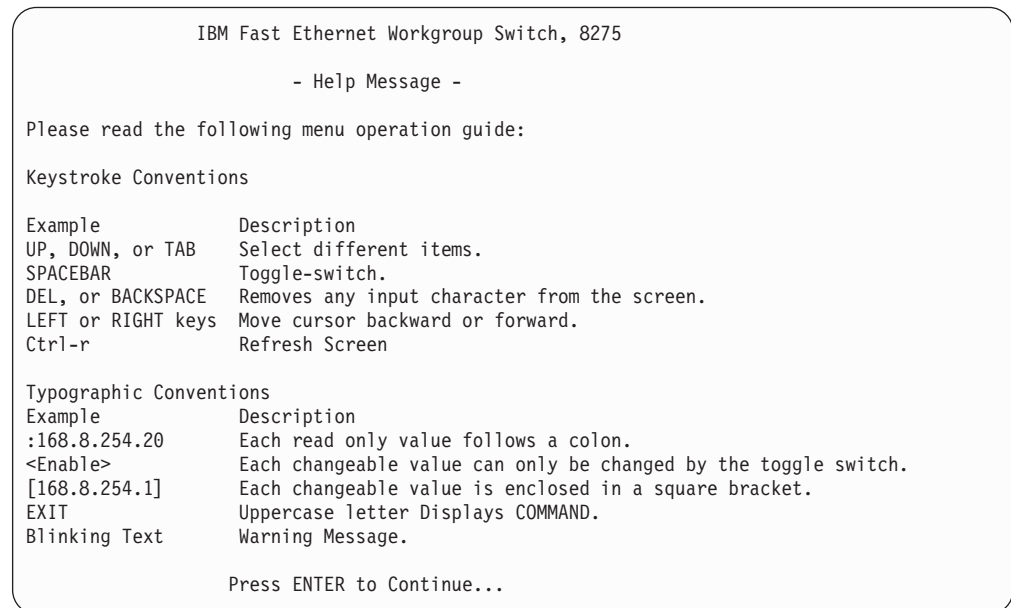 IBM Fast Ethernet Workgroup Switch, 8275
- Help Message -
Please read the following menu operation guide:
Keystroke Conventions
Example Description
UP, DOWN, or TAB Select different items.
SPACEBAR Toggle-switch.
DEL, or BACKSPACE Removes any input character from the screen.
LEFT or RIGHT keys Move cursor backward or forward.
Ctrl-r Refresh Screen
Typographic Conventions
Example Description
:168.8.254.20 Each read only value follows a colon.
<Enable> Each changeable value can only be changed by the toggle switch.
[168.8.254.1] Each changeable value is enclosed in a square bracket.
EXIT Uppercase letter Displays COMMAND.
Blinking Text Warning Message.
Press ENTER to Continue...